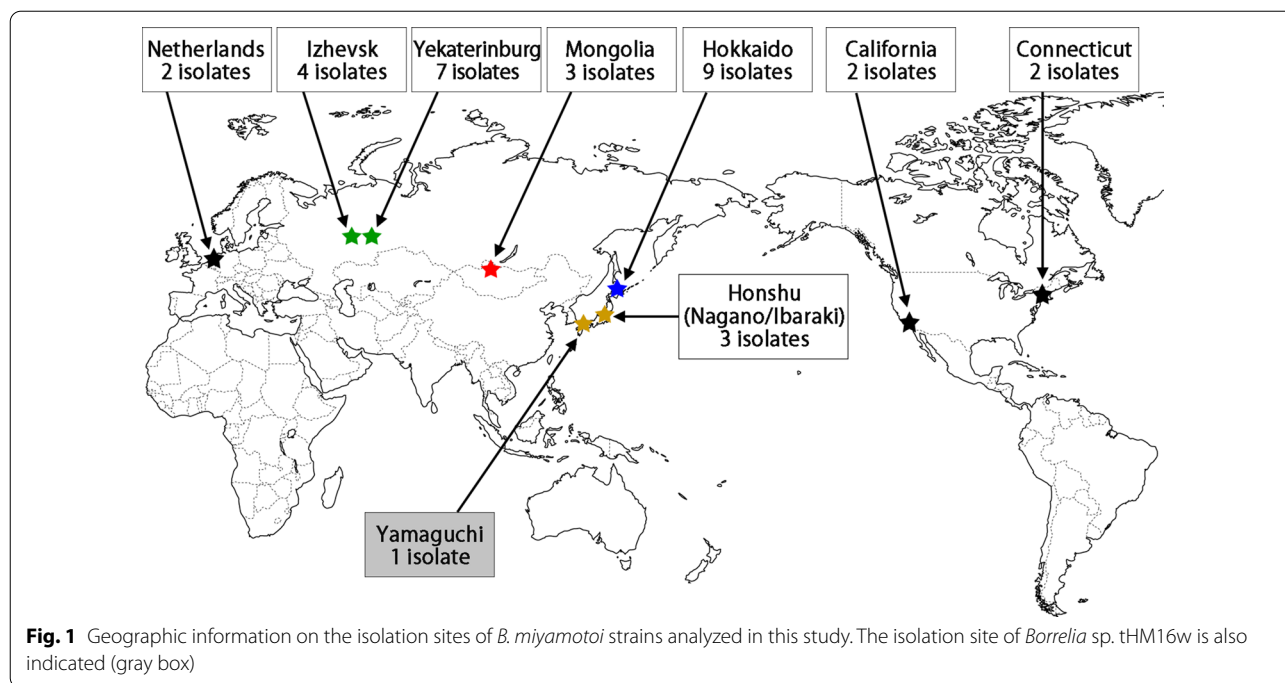 Netherlands
2 isolates
Izhevsk
4 isolates
Yekaterinburg
7 isolates
Mongolia
3 isolates
Hokkaido
9 isolates
California
2 isolates
Connecticut
2 isolates
Honshu
(Nagano/Ibaraki)
3 isolates
Yamaguchi
1 isolate
Fig. 1 Geographic information on the isolation sites of B. miyamotoi strains analyzed in this study. The isolation site of Borrelia sp. tHM16w is also
indicated (gray box)